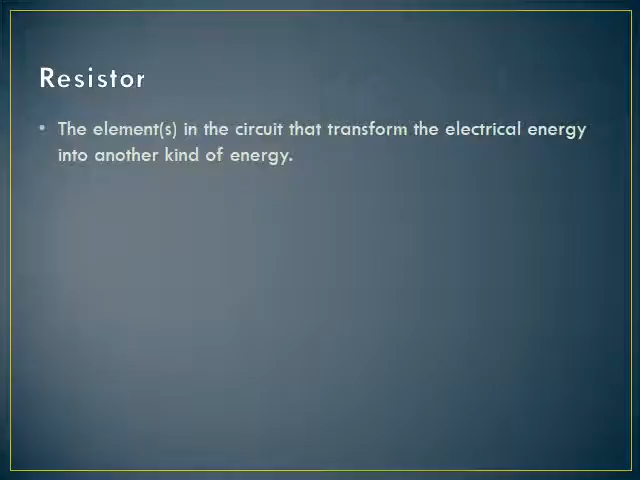 Resistor
• The element(s) in the circuit that transform the electrical energy
into another kind of energy.